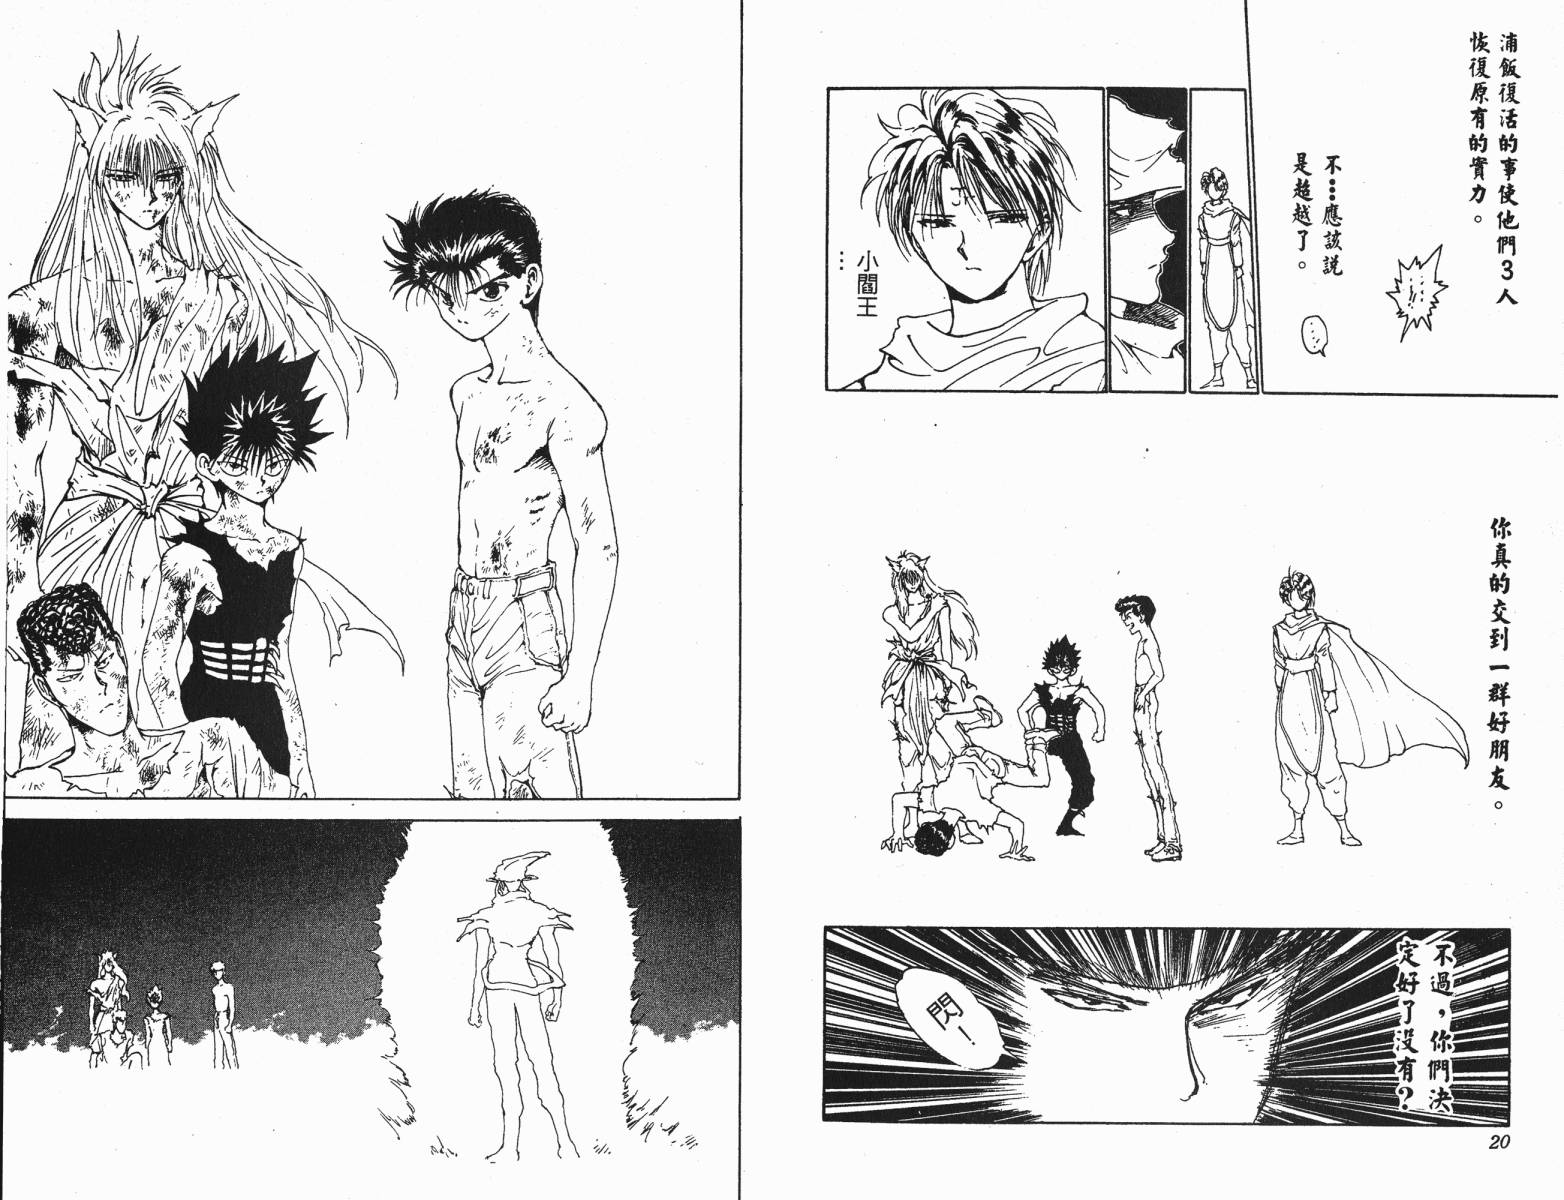 浦飯復活的事使他們3人
恢復原有的實力。
不…應該說
是超越了。
……
……
JR
小閻王
…
你真的交到一群好朋友。
不過，你們決
定好了沒有？
閃！
20